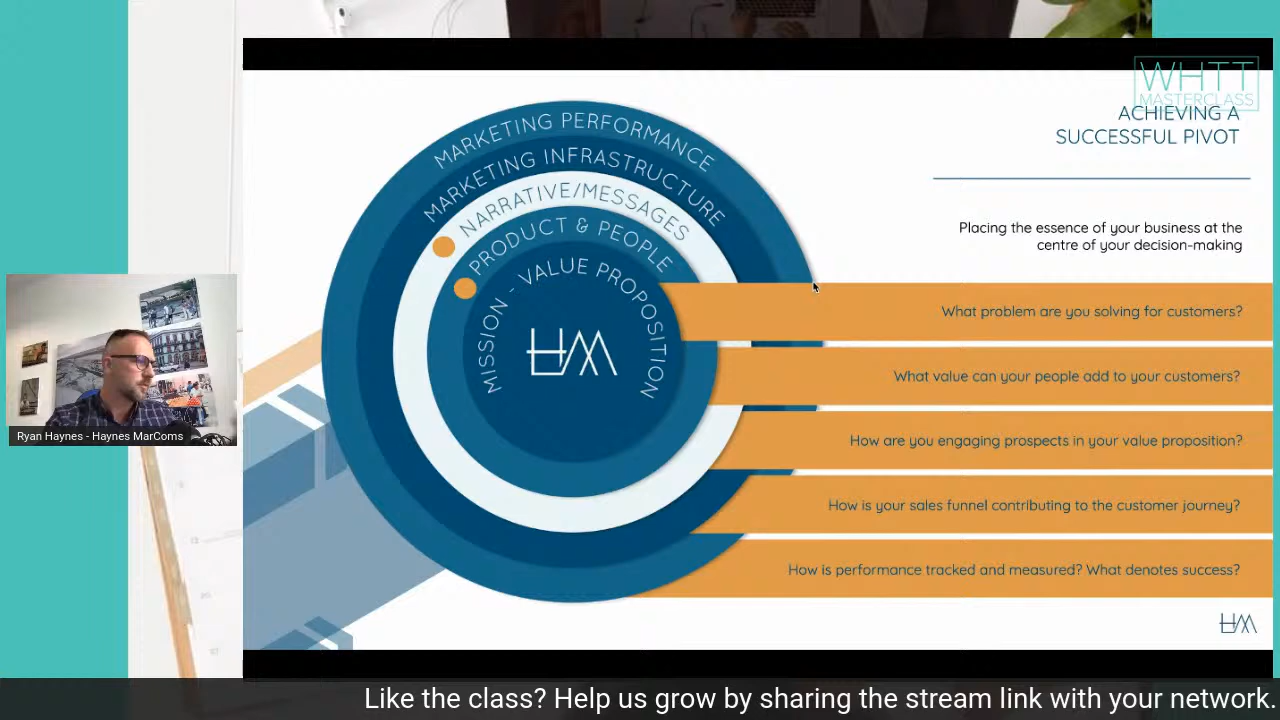 WHTT
MASTERCLASS
ACHIEVING A
SUCCESSFUL PIVOT
Placing the essence of your business at the
centre of your decision-making
MARKETING PERFORMANCE
MARKETING INFRASTRUCTURE
NARRATIVE/MESSAGES
PRODUCT & PEOPLE
MISSION - VALUE PROPOSITION
HM
What problem are you solving for customers?
What value can your people add to your customers?
How are you engaging prospects in your value proposition?
How is your sales funnel contributing to the customer journey?
How is performance tracked and measured? What denotes success?
HM
Ryan Haynes - Haynes MarComs
Like the class? Help us grow by sharing the stream link with your network.